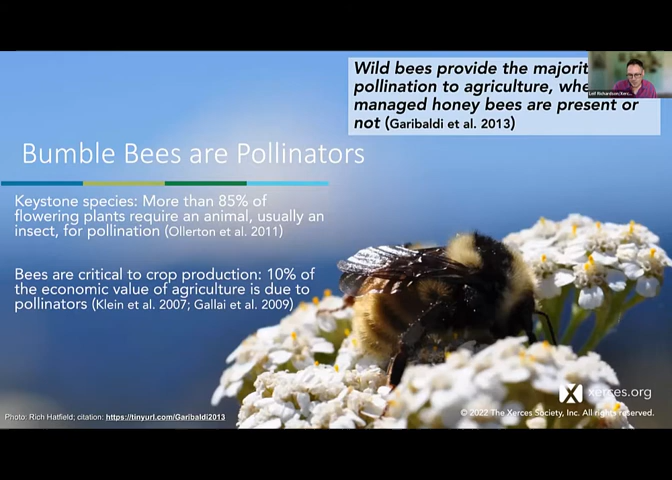 Wild bees provide the majorit
pollination to agriculture, whe
managed honey bees are present or
not (Garibaldi et al. 2013)
Leif Richardson/Xerc...
Bumble Bees are Pollinators
Keystone species: More than 85% of
flowering plants require an animal, usually an
insect, for pollination (Ollerton et al. 2011)
Bees are critical to crop production: 10% of
the economic value of agriculture is due to
pollinators (Klein et al. 2007; Gallai et al. 2009)
xerces.org
Photo: Rich Hatfield; citation: https://tinyurl.com/Garibaldi2013
© 2022 The Xerces Society, Inc. All rights reserved.